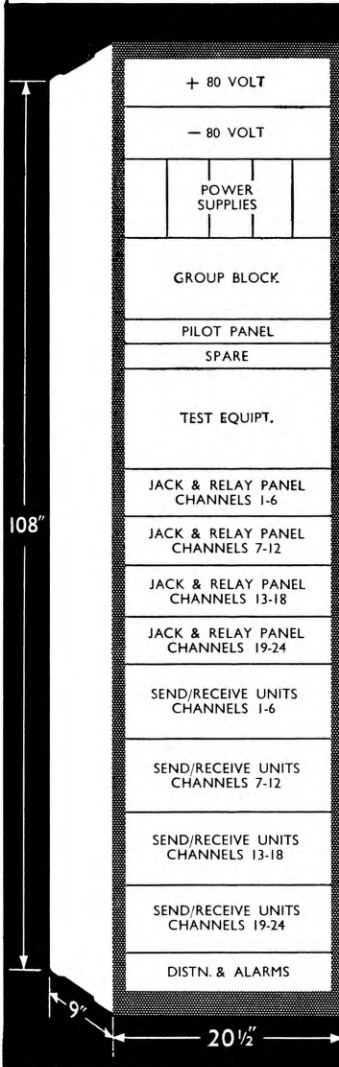 + 80 VOLT
− 80 VOLT
POWER
SUPPLIES
GROUP BLOCK
PILOT PANEL
SPARE
TEST EQUIPT.
JACK & RELAY PANEL
CHANNELS 1-6
JACK & RELAY PANEL
CHANNELS 7-12
JACK & RELAY PANEL
CHANNELS 13-18
JACK & RELAY PANEL
CHANNELS 19-24
SEND/RECEIVE UNITS
CHANNELS 1-6
SEND/RECEIVE UNITS
CHANNELS 7-12
SEND/RECEIVE UNITS
CHANNELS 13-18
SEND/RECEIVE UNITS
CHANNELS 19-24
DISTN. & ALARMS
108"
9"
20½"